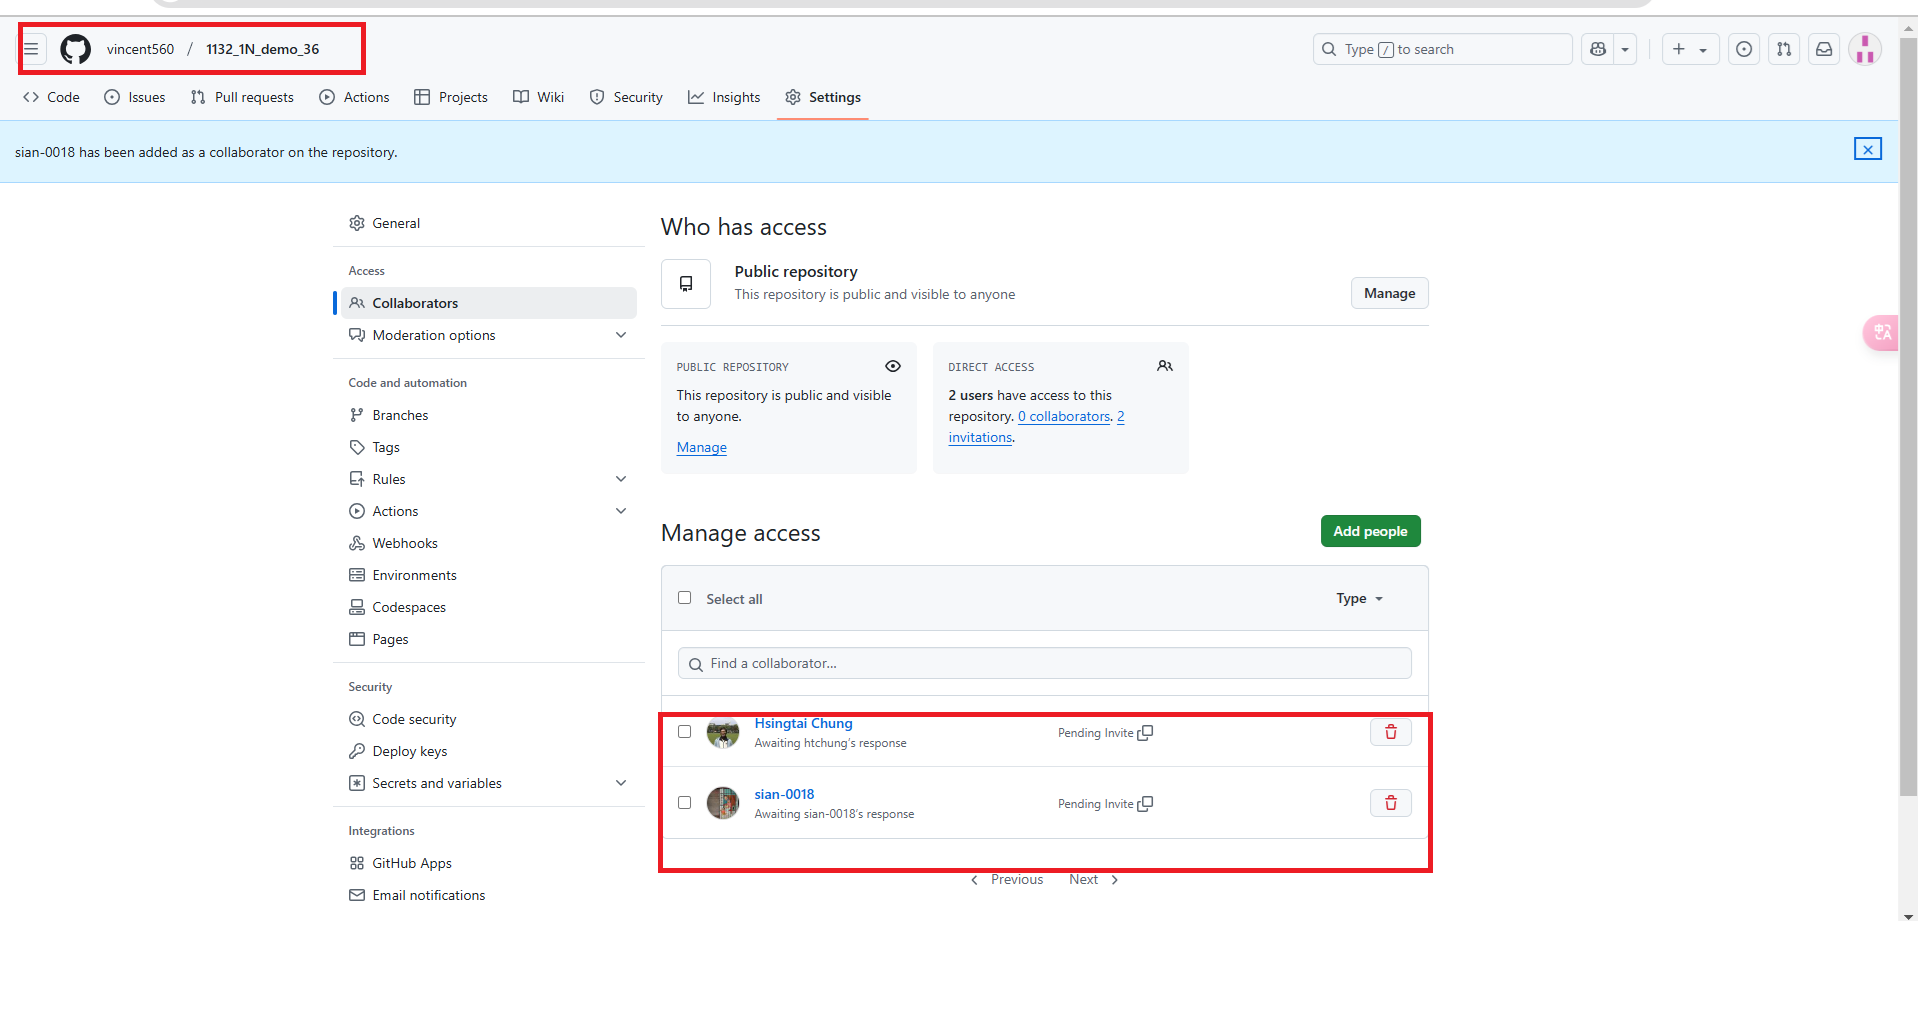 vincent560 / 1132_1N_demo_36
Type / to search
Code
Issues
Pull requests
Actions
Projects
Wiki
Security
Insights
Settings
sian-0018 has been added as a collaborator on the repository.
General
Access
Collaborators
Moderation options
Code and automation
Branches
Tags
Rules
Actions
Webhooks
Environments
Codespaces
Pages
Security
Code security
Deploy keys
Secrets and variables
Integrations
GitHub Apps
Email notifications
Who has access
Public repository
This repository is public and visible to anyone
Manage
PUBLIC REPOSITORY
This repository is public and visible
to anyone.
Manage
DIRECT ACCESS
2 users have access to this
repository. 0 collaborators. 2
invitations.
Manage access
Add people
Select all
Type
Find a collaborator...
Hsingtai Chung
Awaiting htchung's response
Pending Invite
sian-0018
Awaiting sian-0018's response
Pending Invite
Previous
Next
中A